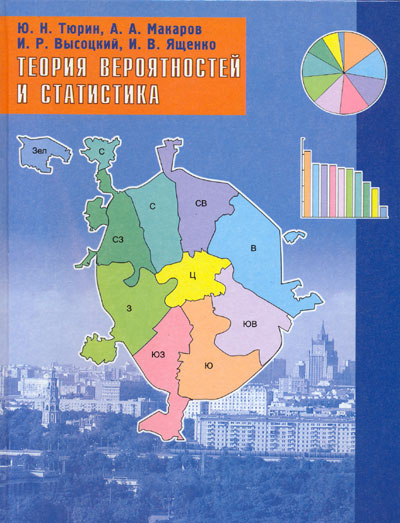 Ю. Н. Тюрин, А. А. Макаров
И. Р. Высоцкий, И. В. Ященко
ТЕОРИЯ ВЕРОЯТНОСТЕЙ
И СТАТИСТИКА
Зел
С
С
СВ
СЗ
В
Ц
З
ЮВ
ЮЗ
Ю